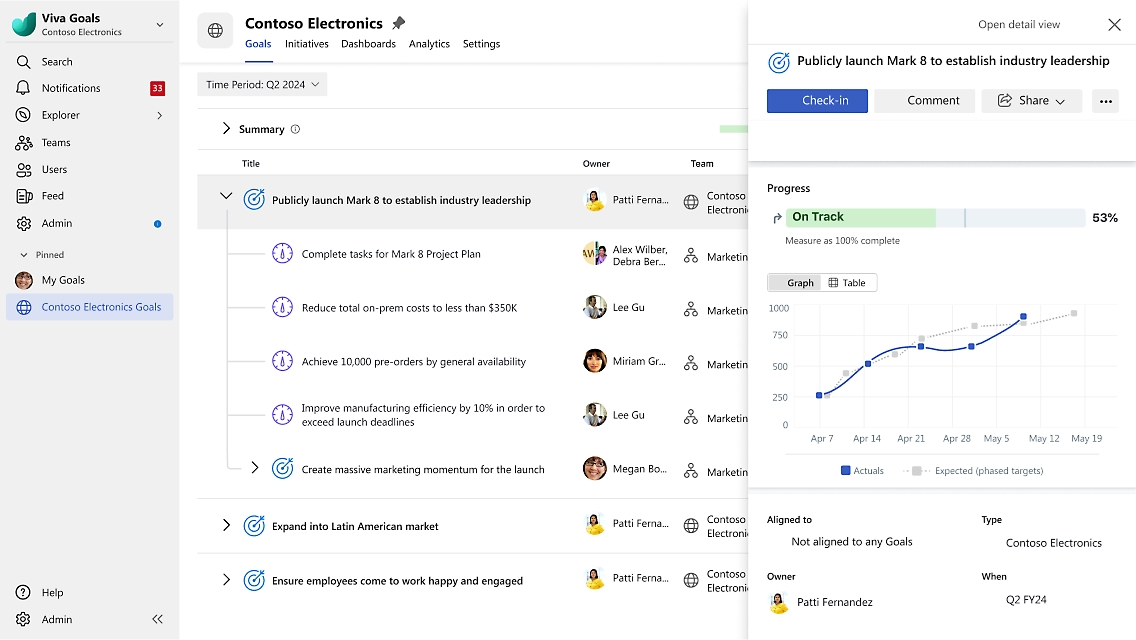 Viva Goals
Contoso Electronics
Search
Notifications 33
Explorer
Teams
Users
Feed
Admin
Pinned
My Goals
Contoso Electronics Goals
Help
Admin
Contoso Electronics
Goals Initiatives Dashboards Analytics Settings
Time Period: Q2 2024
Summary
Title Owner Team
Publicly launch Mark 8 to establish industry leadership Patti Ferna... Contoso
Electroni
Complete tasks for Mark 8 Project Plan Alex Wilber,
Debra Ber... Marketin
Reduce total on-prem costs to less than $350K Lee Gu Marketin
Achieve 10,000 pre-orders by general availability Miriam Gr... Marketin
Improve manufacturing efficiency by 10% in order to
exceed launch deadlines Lee Gu Marketin
Create massive marketing momentum for the launch Megan Bo... Marketin
Expand into Latin American market Patti Ferna... Contoso
Electroni
Ensure employees come to work happy and engaged Patti Ferna... Contoso
Electroni
Open detail view
Publicly launch Mark 8 to establish industry leadership
Check-in Comment Share
Progress
On Track 53%
Measure as 100% complete
Graph Table
1000
750
500
250
0
Apr 7 Apr 14 Apr 21 Apr 28 May 5 May 12 May 19
Actuals Expected (phased targets)
Aligned to Type
Not aligned to any Goals Contoso Electronics
Owner When
Patti Fernandez Q2 FY24